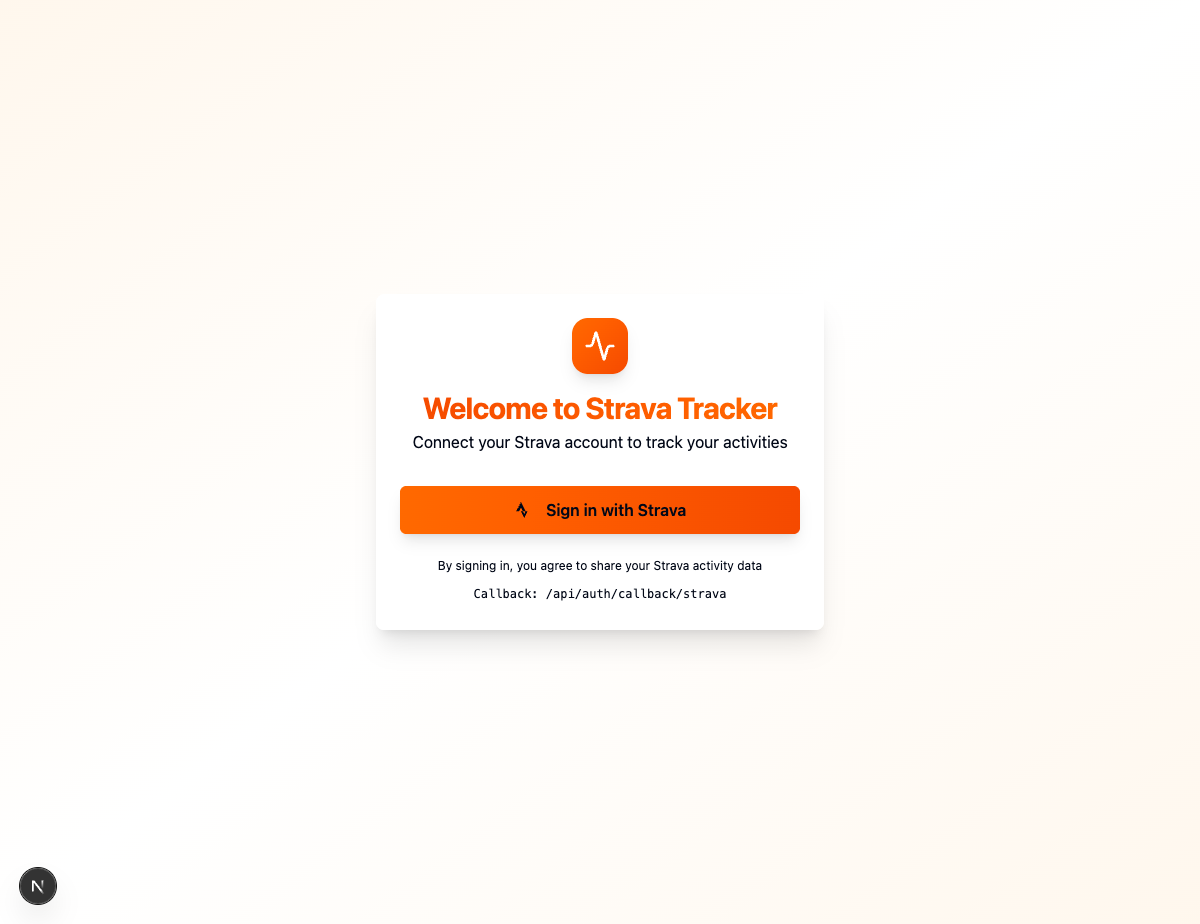 Welcome to Strava Tracker
Connect your Strava account to track your activities
Sign in with Strava
By signing in, you agree to share your Strava activity data
Callback: /api/auth/callback/strava
N